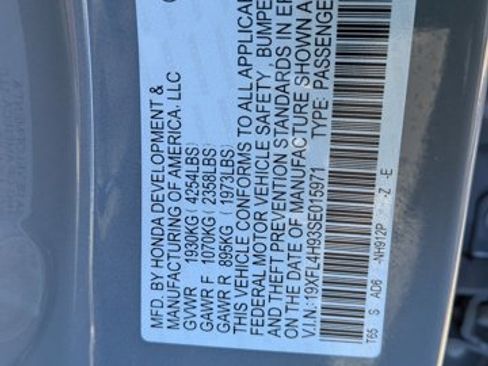 MFD. BY HONDA DEVELOPMENT &
MANUFACTURING OF AMERICA. LLC
GVWR 1930KG(4254LBS)
GAWR F 1070KG(2358LBS)
GAWR R 895KG(1973LBS)
THIS VEHICLE CONFORMS TO ALL APPLICAB
FEDERAL MOTOR VEHICLE SAFETY, BUMPER
AND THEFT PREVENTION STANDARDS IN EF
ON THE DATE OF MANUFACTURE SHOWN A
V.I.N:19XFL4H93SE015971 TYPE: PASSENGE
T65 S AD6 -NH912P -Z -E